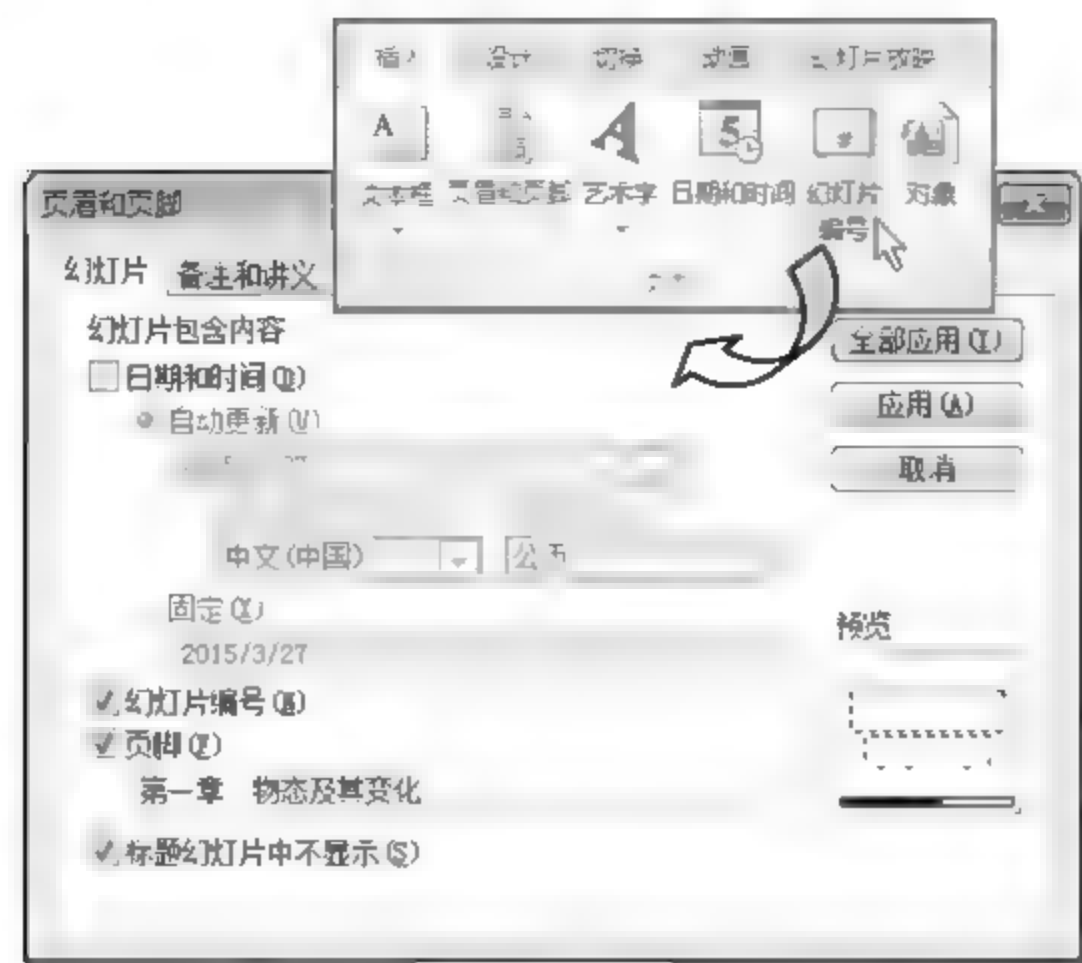 插入 设计 切换 动画 幻灯片放映
A 5 #
文本框 页眉和页脚 艺术字 日期和时间 幻灯片编号 对象
页眉和页脚
幻灯片 备注和讲义
幻灯片包含内容
全部应用(Y)
日期和时间(D)
应用(A)
自动更新(U)
取消
中文(中国)
固定(X)
预览
2015/3/27
幻灯片编号(N)
页脚(F)
第一章 物态及其变化
标题幻灯片中不显示(S)